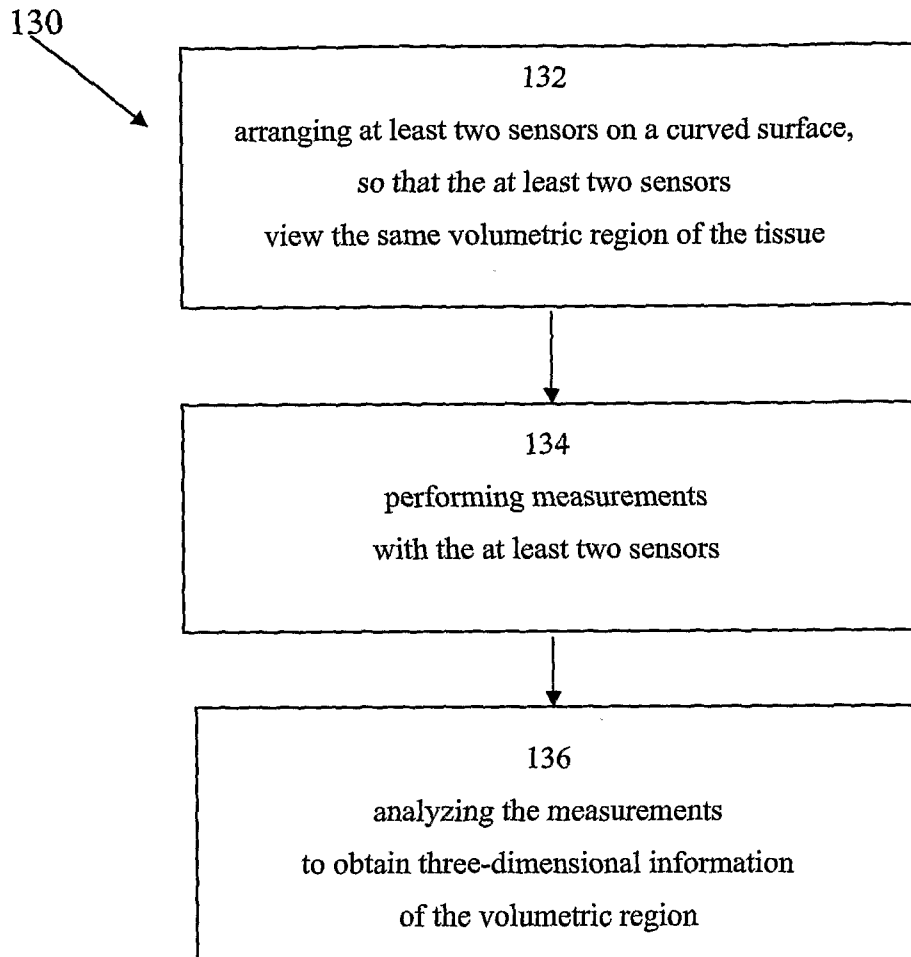 130
132
arranging at least two sensors on a curved surface,
so that the at least two sensors
view the same volumetric region of the tissue
134
performing measurements
with the at least two sensors
136
analyzing the measurements
to obtain three-dimensional information
of the volumetric region